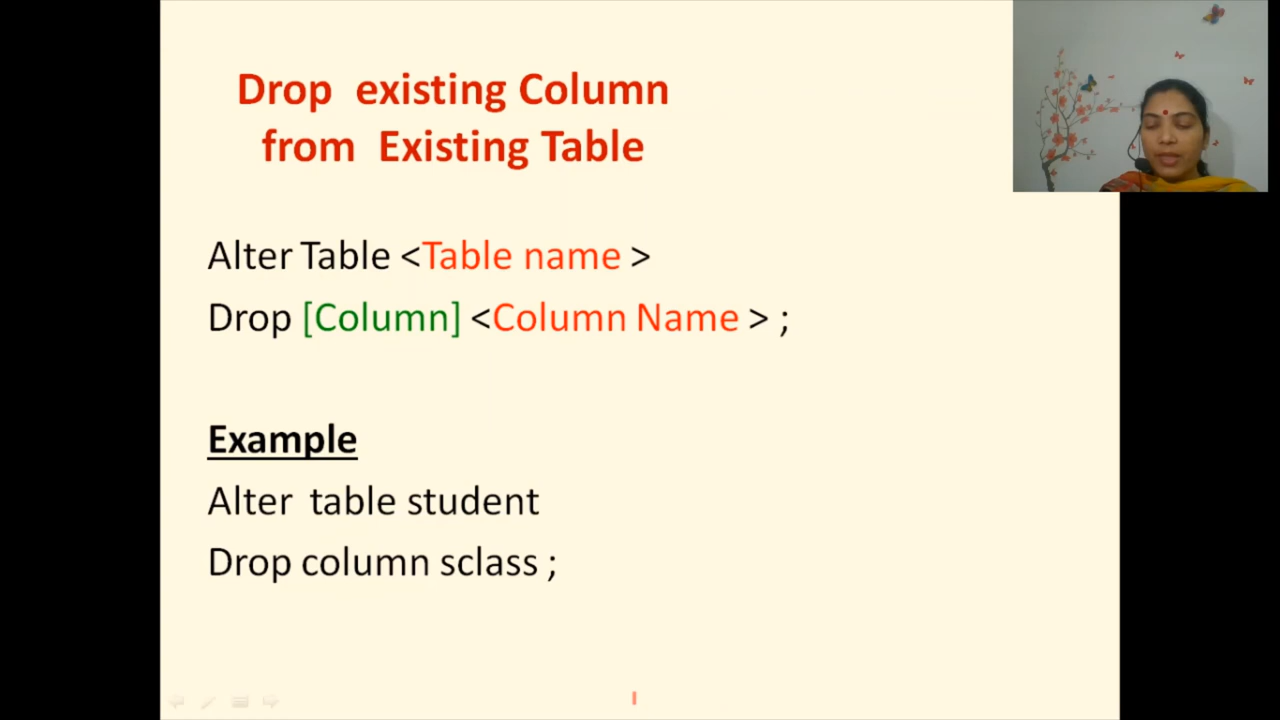 Drop existing Column
from Existing Table
Alter Table <Table name >
Drop [Column] <Column Name > ;
Example
Alter table student
Drop column sclass ;